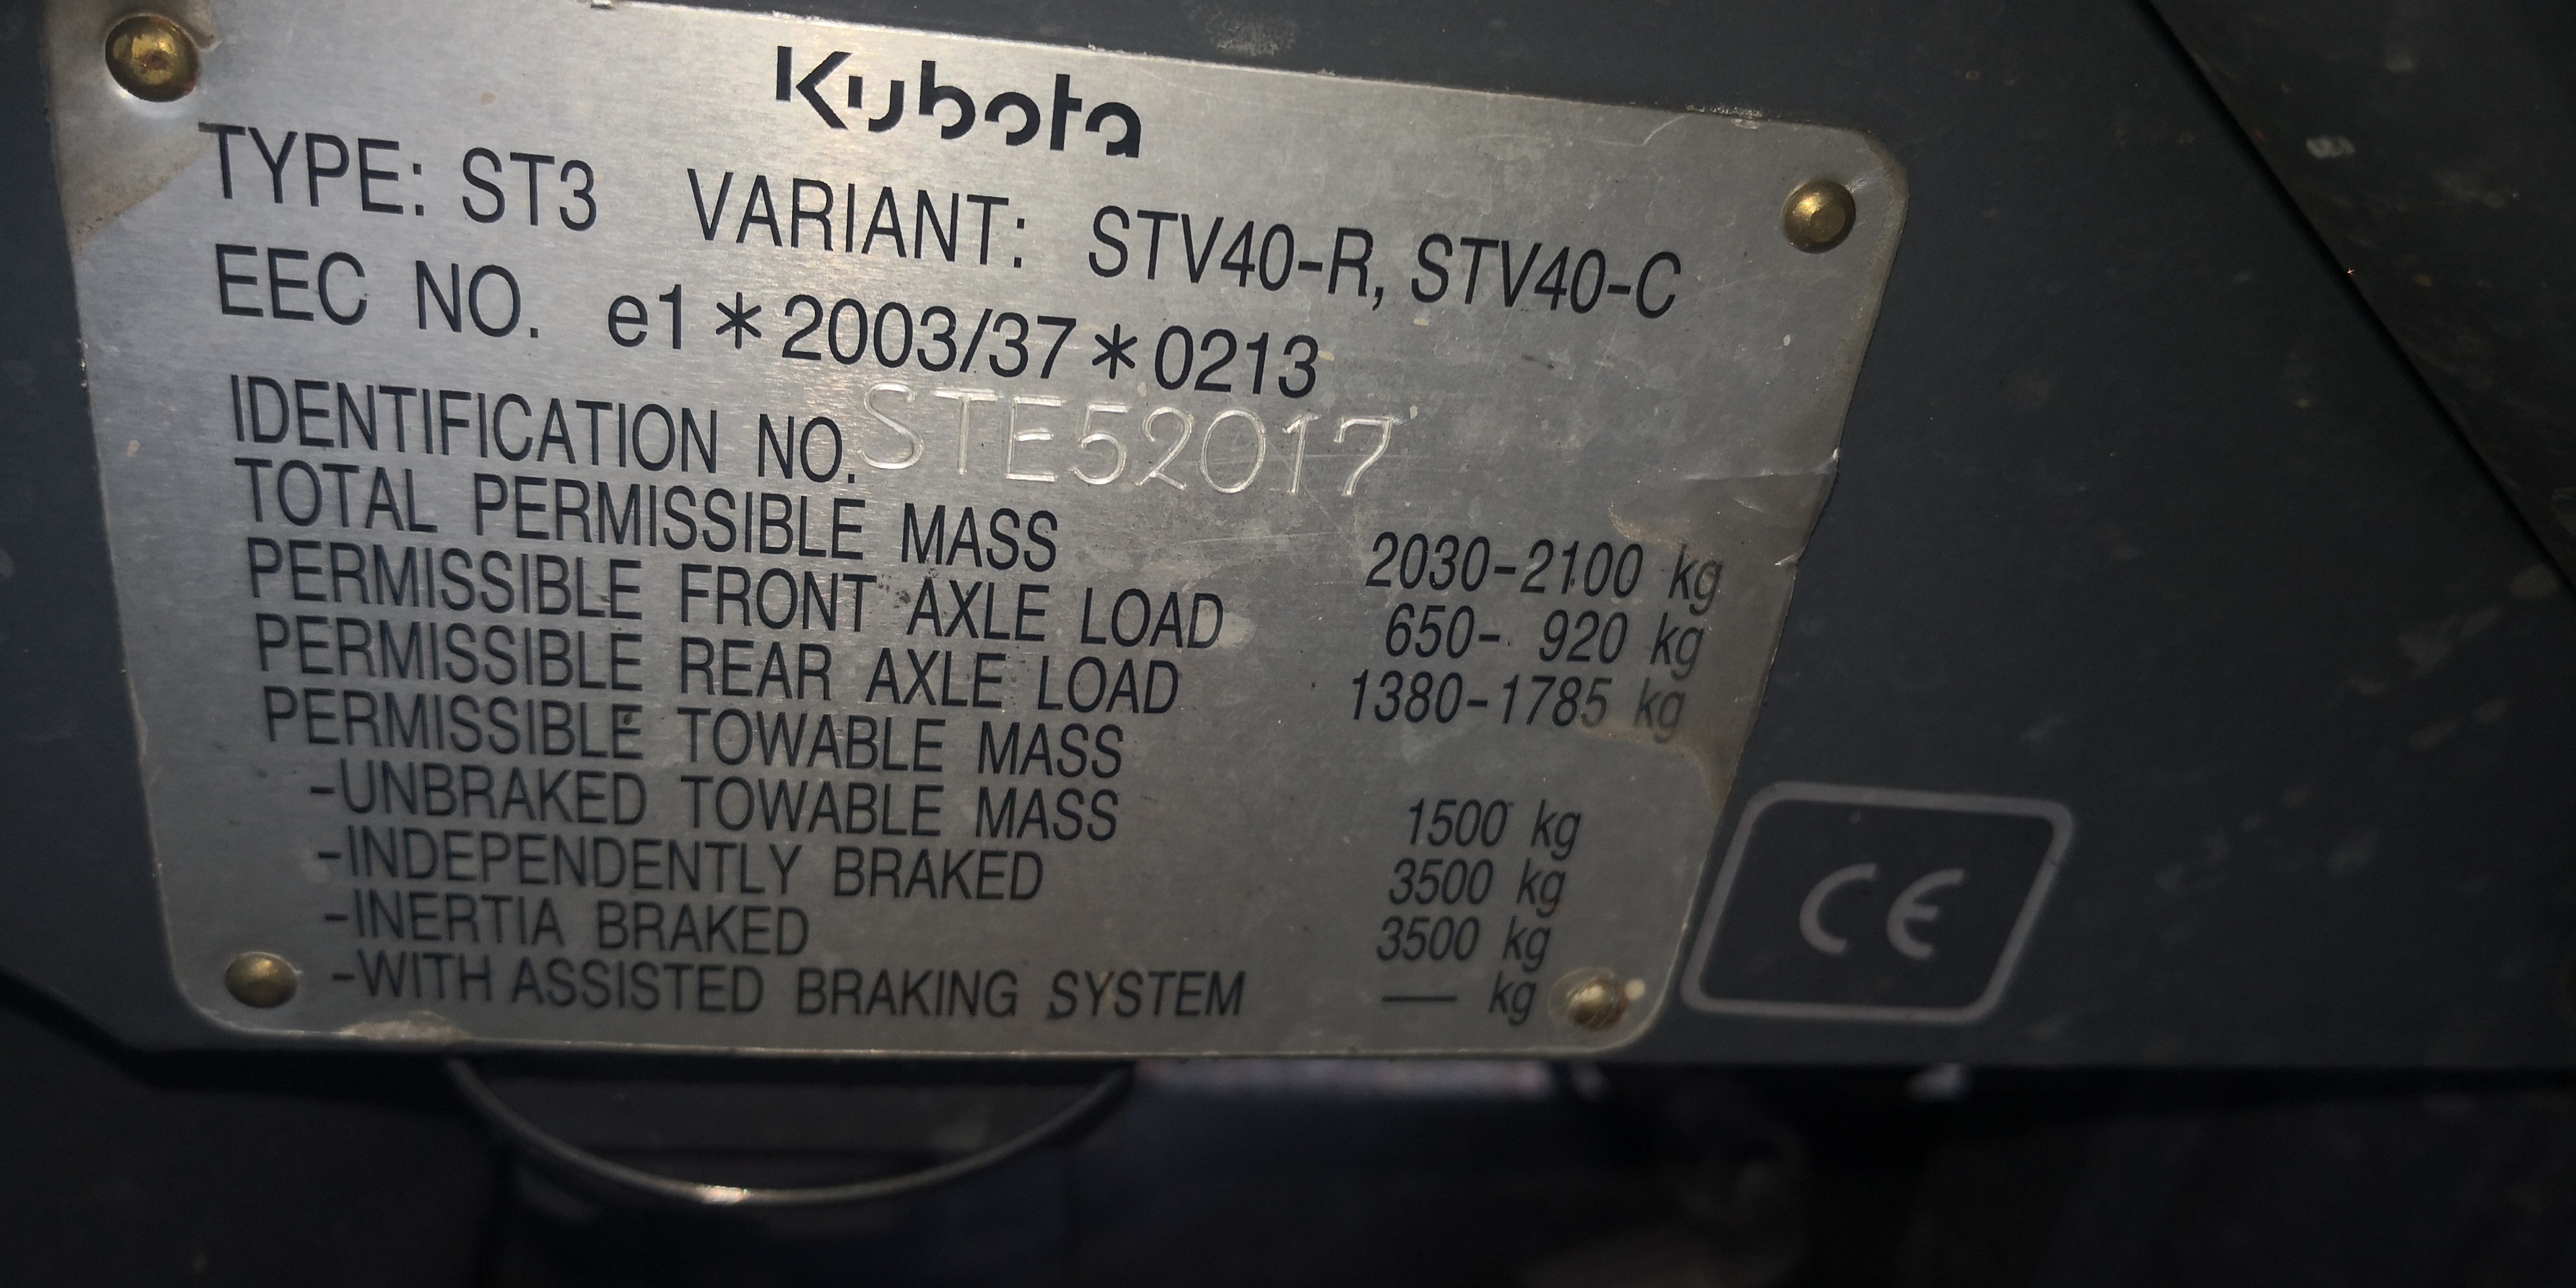 Kubota
TYPE: ST3 VARIANT: STV40-R, STV40-C
EEC NO. e1*2003/37*0213
IDENTIFICATION NO. STE52017
TOTAL PERMISSIBLE MASS 2030-2100 kg
PERMISSIBLE FRONT AXLE LOAD 650- 920 kg
PERMISSIBLE REAR AXLE LOAD 1380-1785 kg
PERMISSIBLE TOWABLE MASS
-UNBRAKED TOWABLE MASS 1500 kg
-INDEPENDENTLY BRAKED 3500 kg
-INERTIA BRAKED 3500 kg
-WITH ASSISTED BRAKING SYSTEM — kg
CE